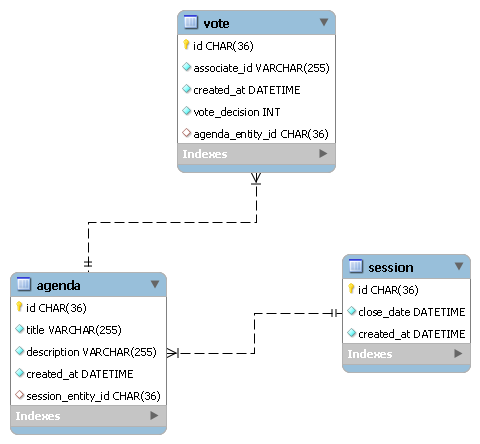 vote
id CHAR(36)
associate_id VARCHAR(255)
created_at DATETIME
vote_decision INT
agenda_entity_id CHAR(36)
Indexes
agenda
id CHAR(36)
title VARCHAR(255)
description VARCHAR(255)
created_at DATETIME
session_entity_id CHAR(36)
Indexes
session
id CHAR(36)
close_date DATETIME
created_at DATETIME
Indexes